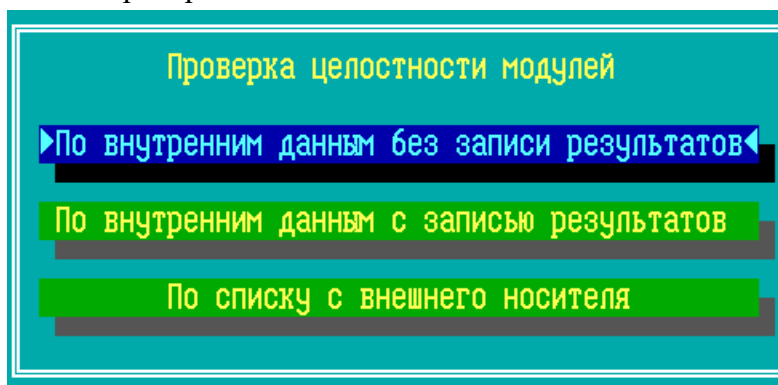 Проверка целостности модулей
По внутренним данным без записи результатов
По внутренним данным с записью результатов
По списку с внешнего носителя